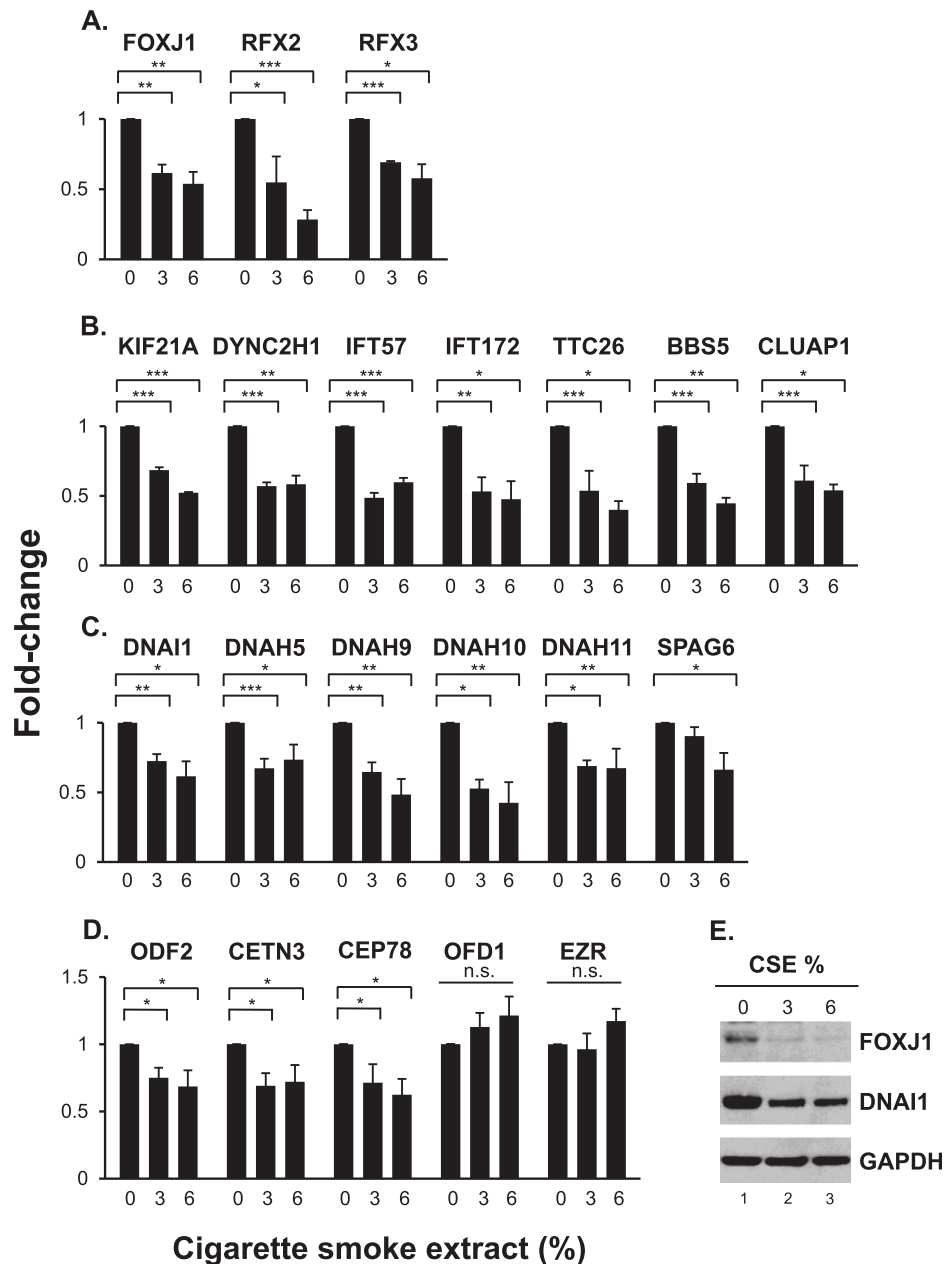 A.
FOXJ1 RFX2 RFX3
** *** *
** * ***
1
0.5
0
0 3 6 0 3 6 0 3 6
B.
KIF21A DYNC2H1 IFT57 IFT172 TTC26 BBS5 CLUAP1
*** ** *** * * ** *
*** *** *** ** *** *** ***
1
0.5
0
0 3 6 0 3 6 0 3 6 0 3 6 0 3 6 0 3 6 0 3 6
Fold-change
C.
DNAI1 DNAH5 DNAH9 DNAH10 DNAH11 SPAG6
* * ** ** ** *
** *** ** * *
1
0.5
0
0 3 6 0 3 6 0 3 6 0 3 6 0 3 6 0 3 6
D.
ODF2 CETN3 CEP78 OFD1 EZR
n.s. n.s.
* * *
* * *
1.5
1
0.5
0
0 3 6 0 3 6 0 3 6 0 3 6 0 3 6
Cigarette smoke extract (%)
E.
CSE %
0 3 6
FOXJ1
DNAI1
GAPDH
1 2 3